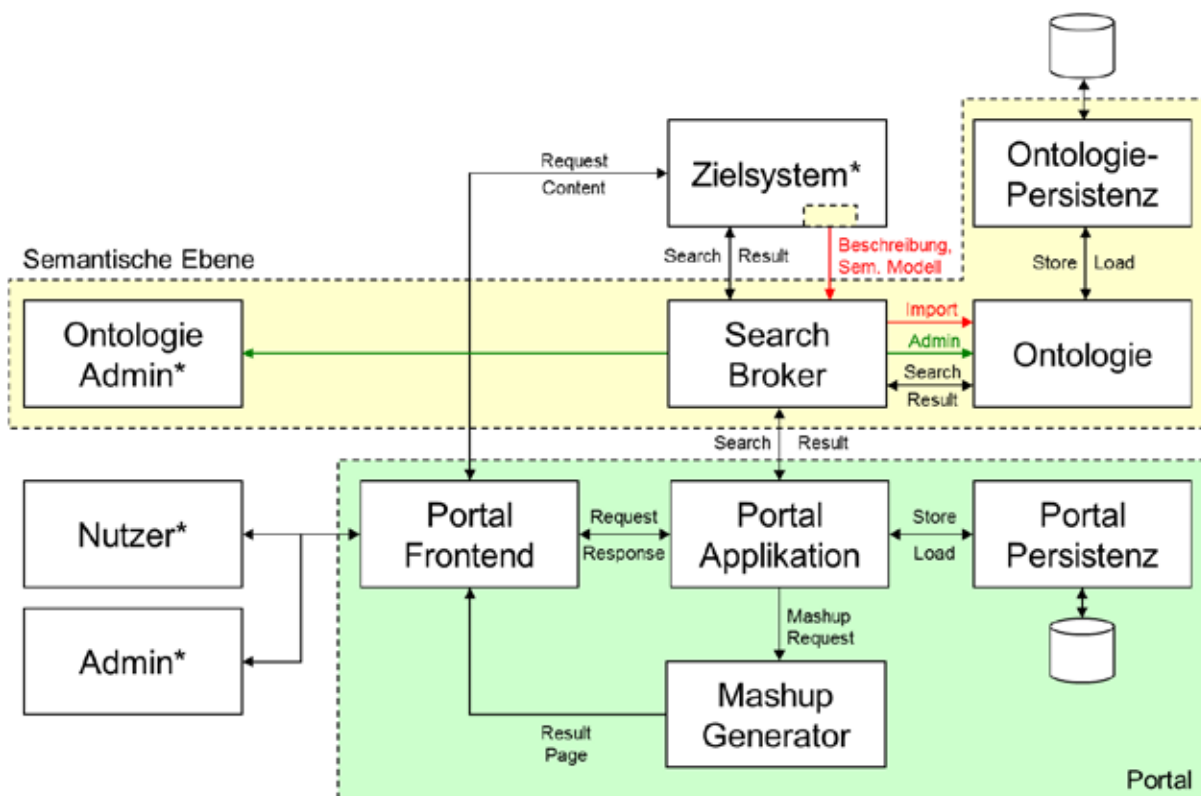 Request
Content
Zielsystem*
Ontologie-
Persistenz
Semantische Ebene
Search Result
Beschreibung,
Sem. Modell
Store Load
Ontologie
Admin*
Search
Broker
Import
Admin
Search
Result
Ontologie
Search Result
Nutzer*
Portal
Frontend
Request
Response
Portal
Applikation
Store
Load
Portal
Persistenz
Admin*
Mashup
Request
Result
Page
Mashup
Generator
Portal